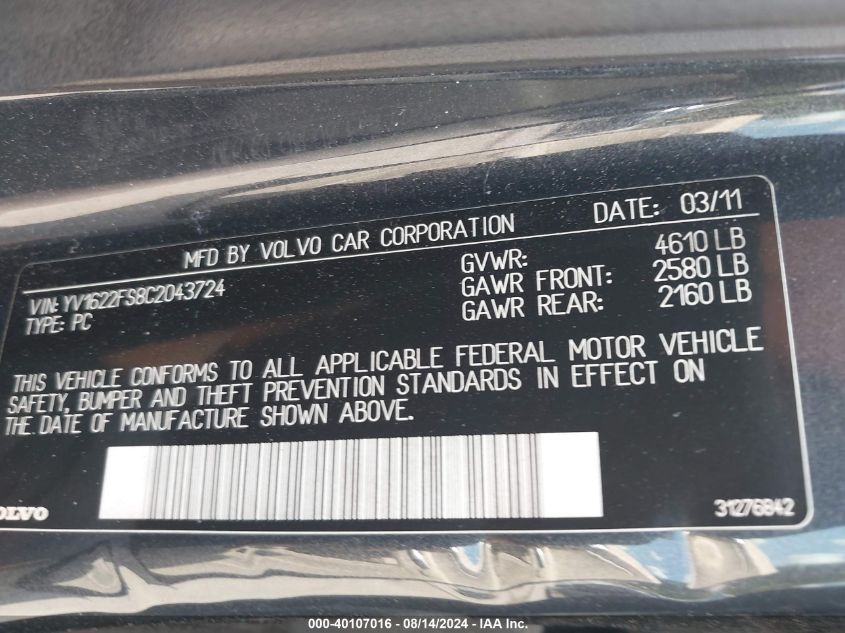 MFD BY VOLVO CAR CORPORATION DATE: 03/11
VIN: YV1622FS8C2043724 GVWR: 4610 LB
TYPE: PC GAWR FRONT: 2580 LB
GAWR REAR: 2160 LB
THIS VEHICLE CONFORMS TO ALL APPLICABLE FEDERAL MOTOR VEHICLE
SAFETY, BUMPER AND THEFT PREVENTION STANDARDS IN EFFECT ON
THE DATE OF MANUFACTURE SHOWN ABOVE.
OLVO 31276842
000-40107016 - 08/14/2024 - IAA Inc.